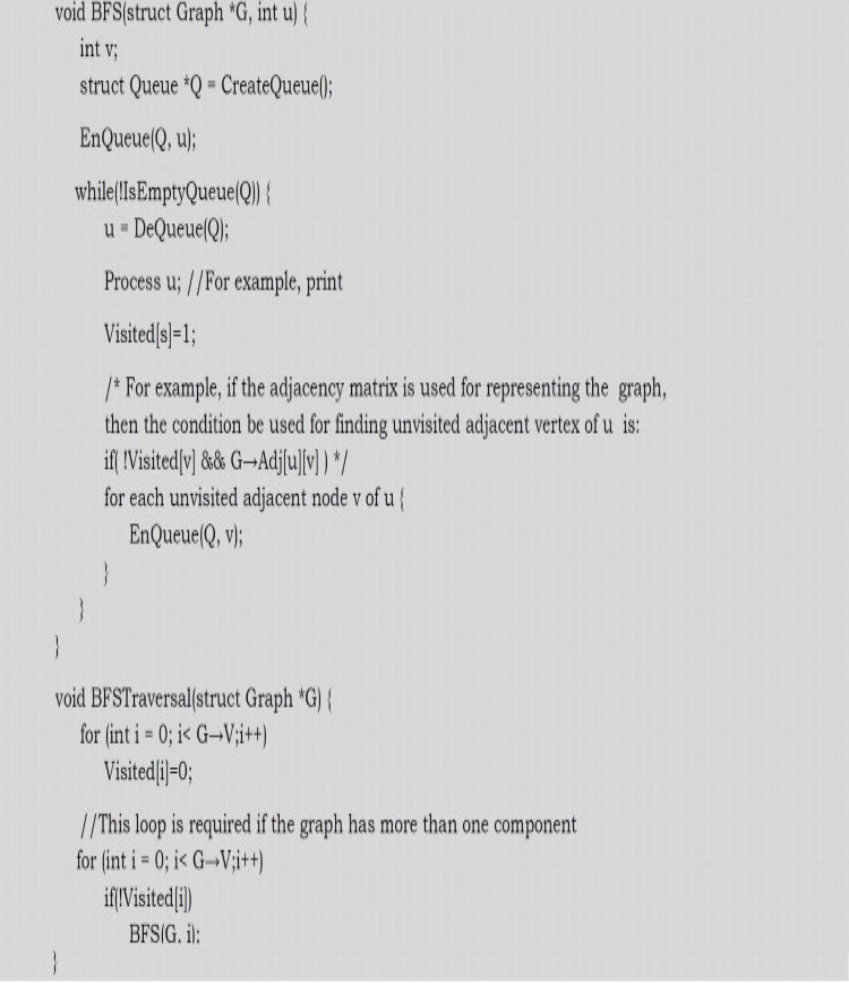 void BFS(struct Graph *G, int u) {
int v;
struct Queue *Q = CreateQueue();
EnQueue(Q, u);
while(!IsEmptyQueue(Q)) {
u = DeQueue(Q);
Process u; //For example, print
Visited[s]=1;
/* For example, if the adjacency matrix is used for representing the graph,
then the condition be used for finding unvisited adjacent vertex of u is:
if( !Visited[v] && G→Adj[u][v] ) */
for each unvisited adjacent node v of u {
EnQueue(Q, v);
}
}
}
void BFSTraversal(struct Graph *G) {
for (int i = 0; i< G→V;i++)
Visited[i]=0;
//This loop is required if the graph has more than one component
for (int i = 0; i< G→V;i++)
if(!Visited[i])
BFS(G, i);
}